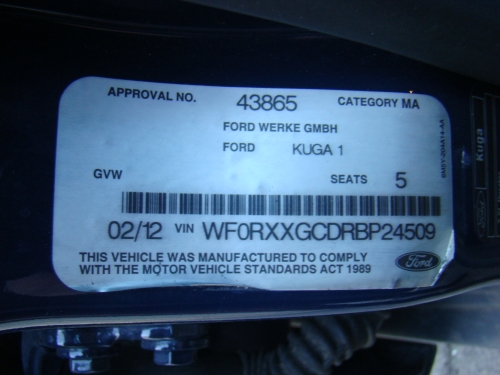 APPROVAL NO. 43865 CATEGORY MA
FORD WERKE GMBH
FORD KUGA 1
GVW SEATS 5
02/12 VIN WF0RXXGCDRBP24509
THIS VEHICLE WAS MANUFACTURED TO COMPLY
WITH THE MOTOR VEHICLE STANDARDS ACT 1989
Ford
Kuga